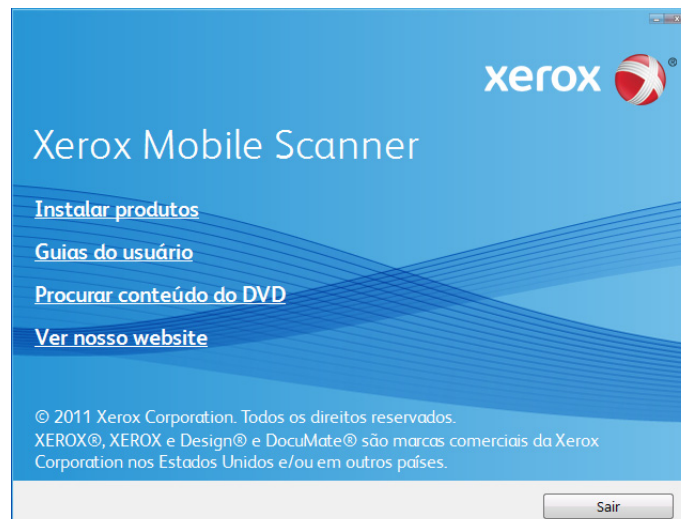 xerox ®
Xerox Mobile Scanner
Instalar produtos
Guias do usuário
Procurar conteúdo do DVD
Ver nosso website
© 2011 Xerox Corporation. Todos os direitos reservados.
XEROX®, XEROX e Design® e DocuMate® são marcas comerciais da Xerox
Corporation nos Estados Unidos e/ou em outros países.
Sair